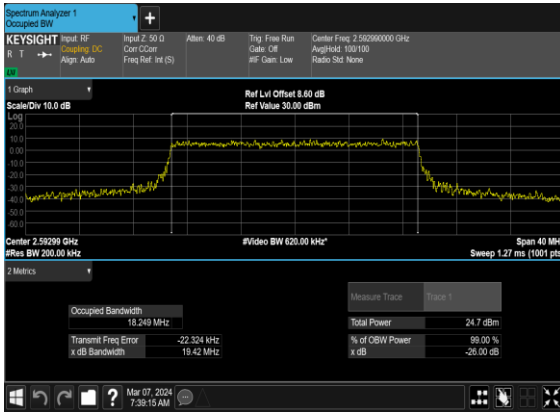 Spectrum Analyzer 1
Occupied BW
+
KEYSIGHT
R T
LW
Input: RF
Coupling: DC
Align: Auto
Input Z: 50 Ω
Corr CCorr
Freq Ref: Int (S)
Atten: 40 dB
Trig: Free Run
Gate: Off
#IF Gain: Low
Center Freq: 2.592990000 GHz
Avg|Hold: 100/100
Radio Std: None
1 Graph
Scale/Div 10.0 dB
Ref Lvl Offset 8.60 dB
Ref Value 30.00 dBm
Log
20.0
10.0
0.00
-10.0
-20.0
-30.0
-40.0
-50.0
-60.0
Center 2.59299 GHz
#Res BW 200.00 kHz
#Video BW 620.00 kHz*
Span 40 MH
Sweep 1.27 ms (1001 pts
2 Metrics
Measure Trace Trace 1
Occupied Bandwidth
18.249 MHz
Total Power 24.7 dBm
Transmit Freq Error -22.324 kHz
% of OBW Power 99.00 %
x dB Bandwidth 19.42 MHz
x dB -26.00 dB
?
Mar 07, 2024
7:39:15 AM